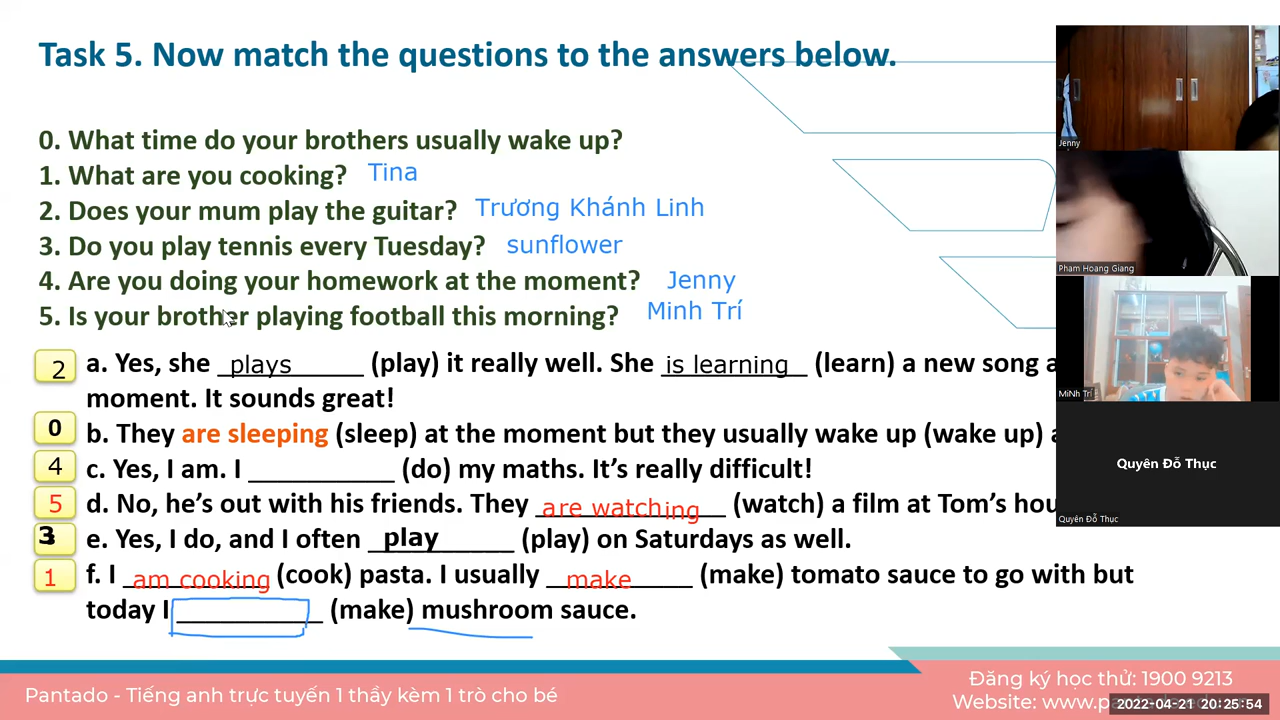 Task 5. Now match the questions to the answers below.
0. What time do your brothers usually wake up?
1. What are you cooking? Tina
2. Does your mum play the guitar? Trương Khánh Linh
3. Do you play tennis every Tuesday? sunflower
4. Are you doing your homework at the moment? Jenny
5. Is your brother playing football this morning? Minh Trí
2 a. Yes, she plays (play) it really well. She is learning (learn) a new song a
moment. It sounds great!
0 b. They are sleeping (sleep) at the moment but they usually wake up (wake up) a
4 c. Yes, I am. I __________ (do) my maths. It’s really difficult!
5 d. No, he’s out with his friends. They are watching (watch) a film at Tom’s hou
3 e. Yes, I do, and I often play (play) on Saturdays as well.
1 f. I am cooking (cook) pasta. I usually make (make) tomato sauce to go with but
today I __________ (make) mushroom sauce.
Jenny
Pham Hoang Giang
MiNh Trí
Quyên Đỗ Thục
Quyên Đỗ Thục
Pantado - Tiếng anh trực tuyến 1 thầy kèm 1 trò cho bé
Đăng ký học thử: 1900 9213
Website: www.p
2022-04-21 20:25:54